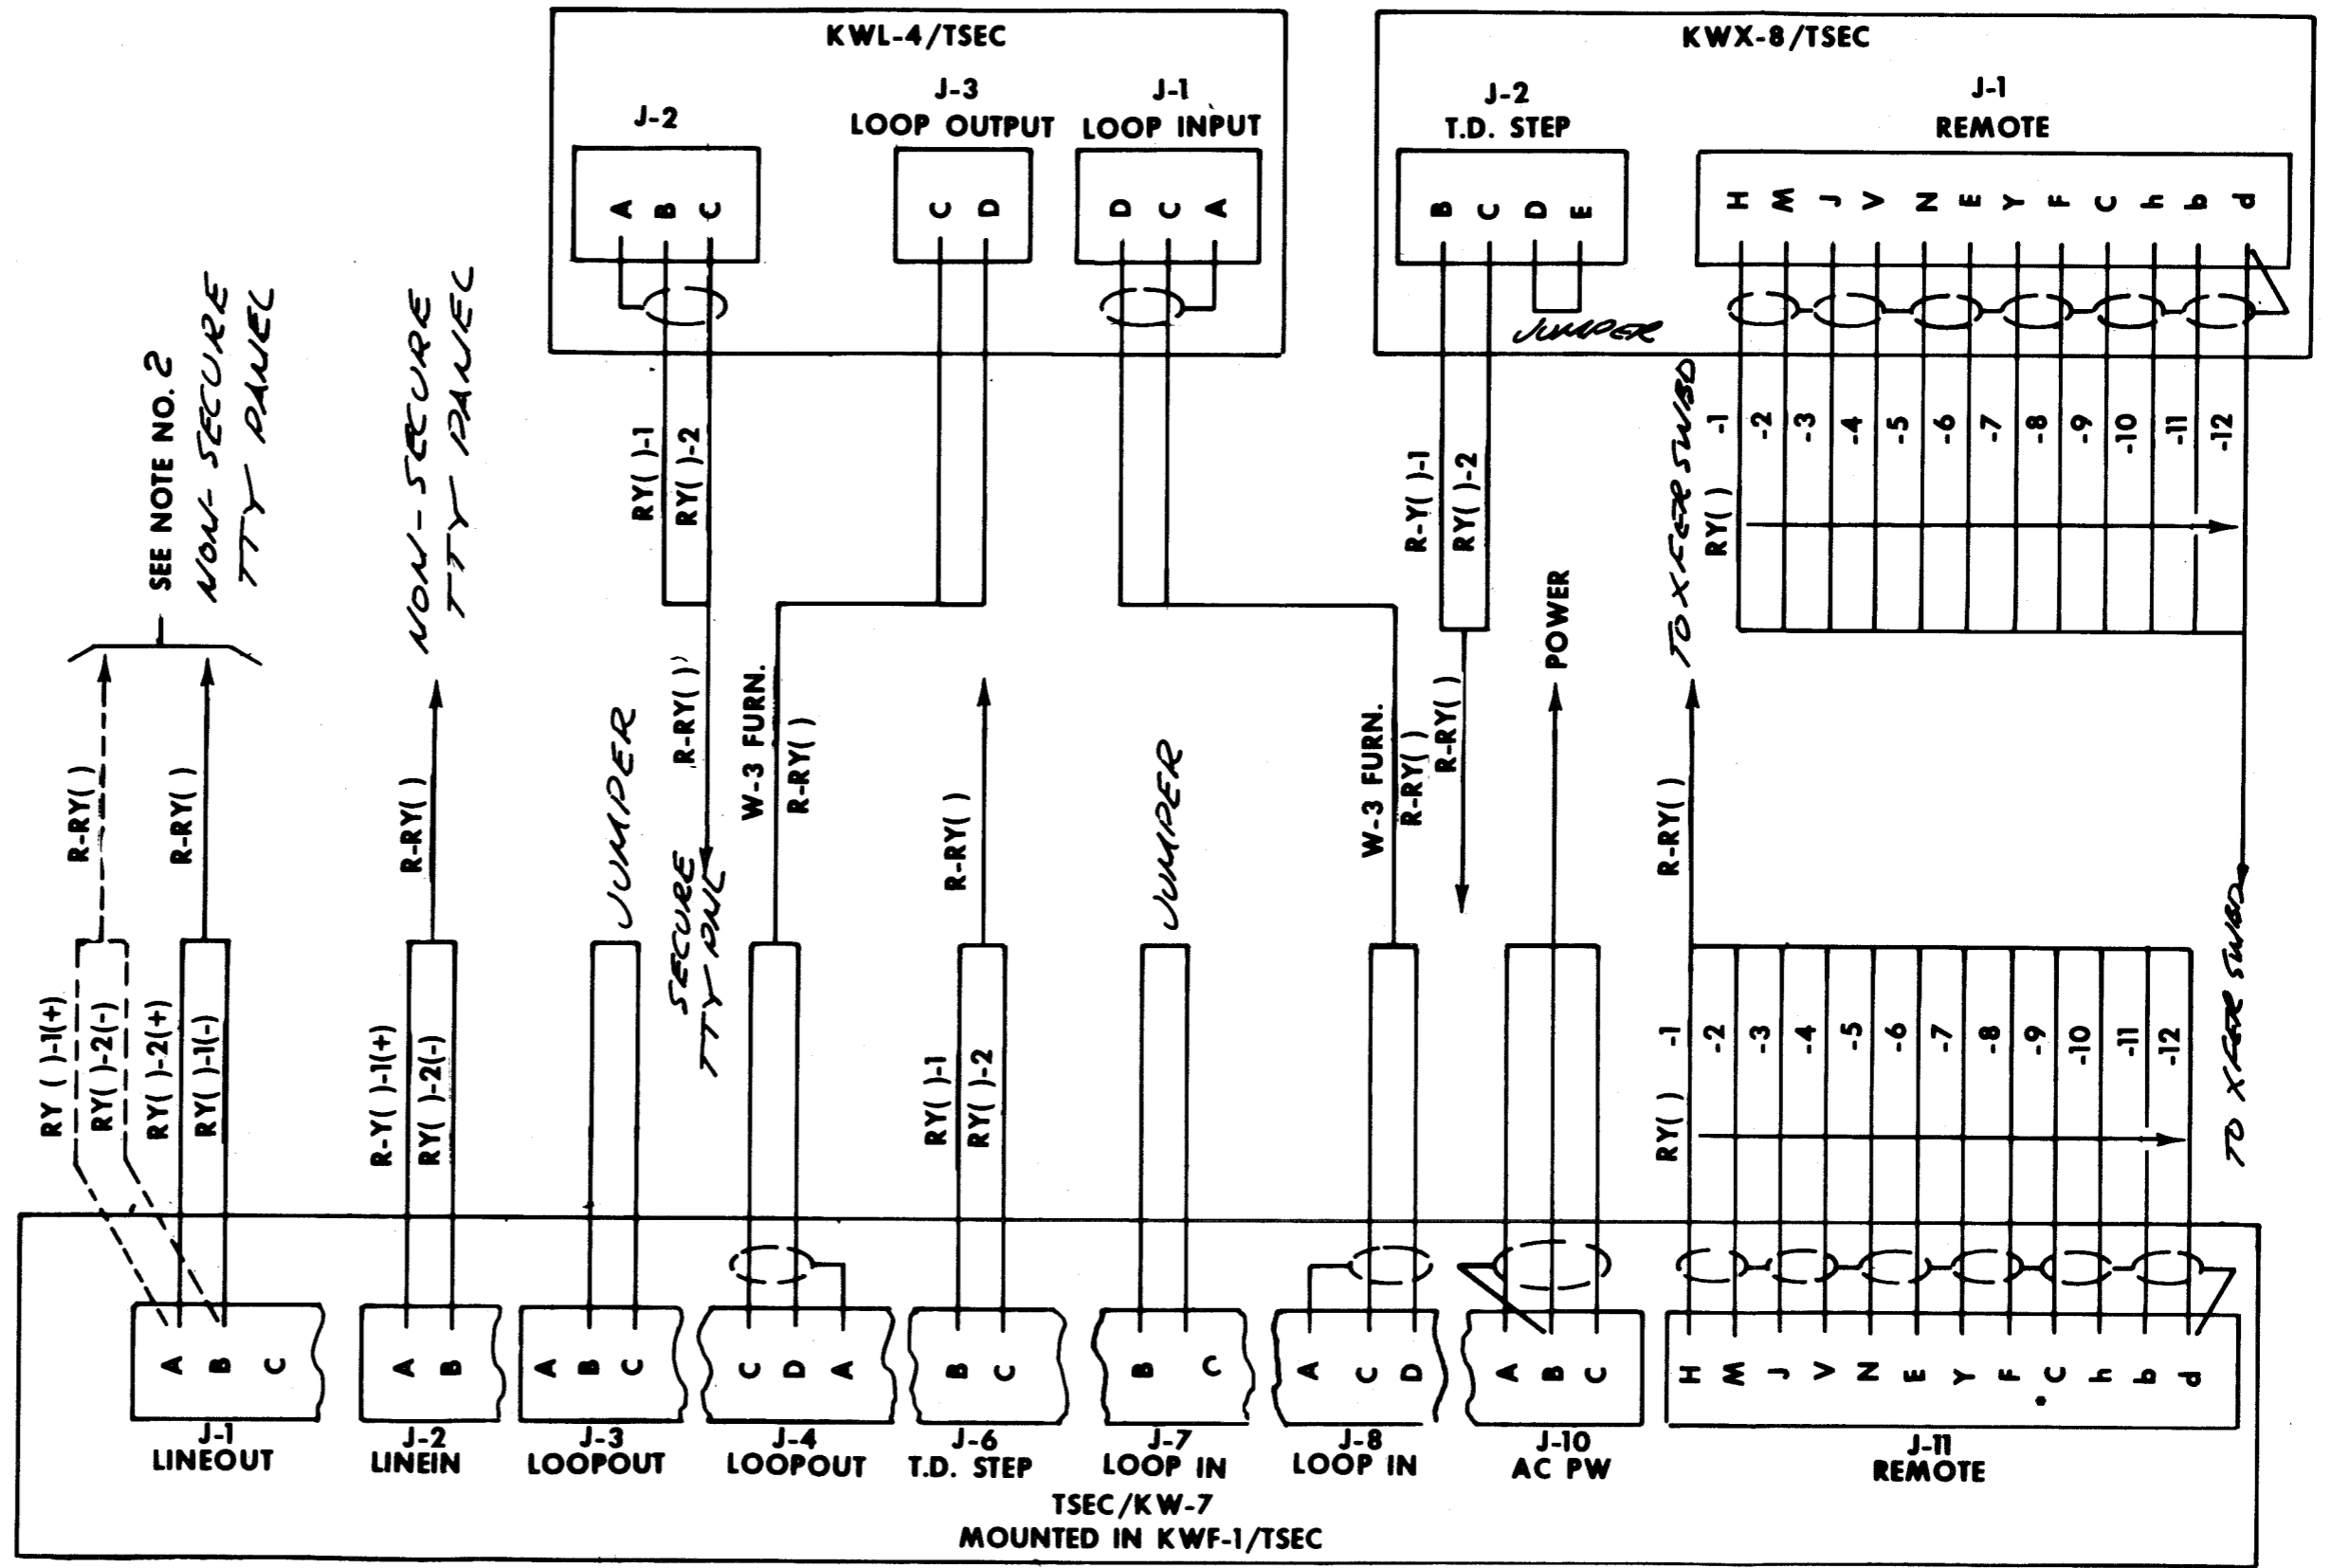 KWL-4/TSEC
J-2
J-3
LOOP OUTPUT
J-1
LOOP INPUT
A B C
C D
D C A
KWX-8/TSEC
J-2
T.D. STEP
J-1
REMOTE
B C D E
H M J V N E Y F C h b d
JUMPER
SEE NOTE NO. 2
NON-SECURE
TTY PANEL
NON-SECURE
TTY PANEL
RY( )-1
RY( )-2
R-Y( )-1
RY( )-2
TO XFER SWBD
RY( )
-1 -2 -3 -4 -5 -6 -7 -8 -9 -10 -11 -12
R-RY( )
R-RY( )
R-RY( )
JUMPER
R-RY( )
SECURE
TTY PNL
W-3 FURN.
R-RY( )
R-RY( )
JUMPER
W-3 FURN.
R-RY( )
R-RY( )
POWER
R-RY( )
TO XFER SWBD
RY ( )-1(+)
RY( )-2(-)
RY( )-2(+)
RY( )-1(-)
R-Y( )-1(+)
RY( )-2(-)
RY( )-1
RY( )-2
RY( )
-1 -2 -3 -4 -5 -6 -7 -8 -9 -10 -11 -12
A B C
A B
A B C
C D A
B C
B C
A C D
A B C
H M J V N E Y F C h b d
J-1
LINEOUT
J-2
LINEIN
J-3
LOOPOUT
J-4
LOOPOUT
J-6
T.D. STEP
J-7
LOOP IN
J-8
LOOP IN
J-10
AC PW
J-11
REMOTE
TSEC/KW-7
MOUNTED IN KWF-1/TSEC